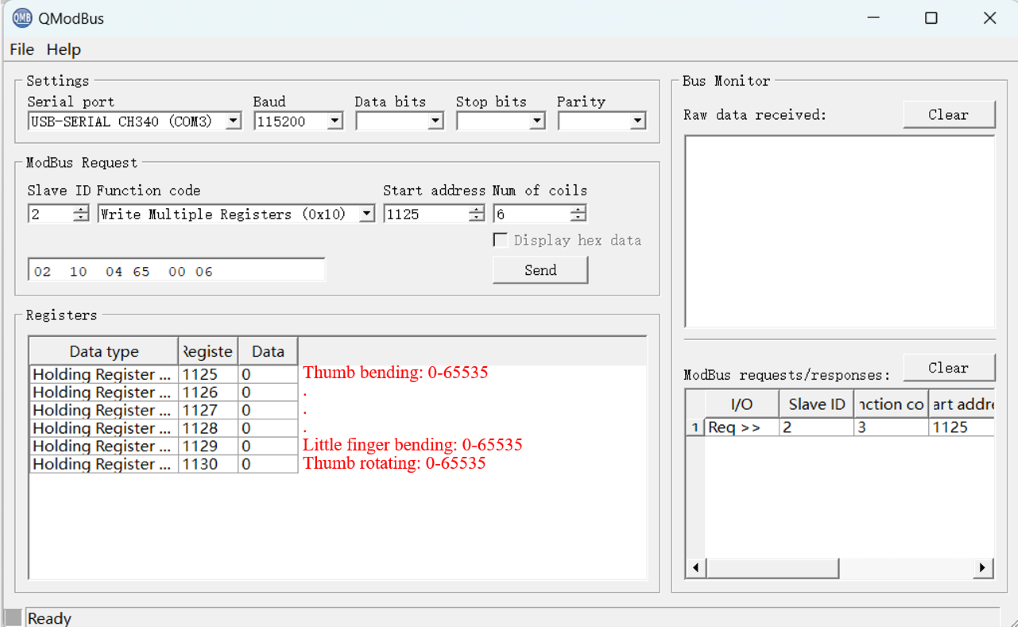 QMB QModBus
File Help
Settings
Serial port Baud Data bits Stop bits Parity
USB-SERIAL CH340 (COM3) 115200
ModBus Request
Slave ID Function code Start address Num of coils
2 Write Multiple Registers (0x10) 1125 6
Display hex data
02 10 04 65 00 06
Send
Registers
Data type Registe Data
Holding Register ... 1125 0 Thumb bending: 0-65535
Holding Register ... 1126 0 .
Holding Register ... 1127 0 .
Holding Register ... 1128 0 .
Holding Register ... 1129 0 Little finger bending: 0-65535
Holding Register ... 1130 0 Thumb rotating: 0-65535
Bus Monitor
Raw data received: Clear
ModBus requests/responses: Clear
I/O Slave ID nction co art addre
1 Req >> 2 3 1125
Ready